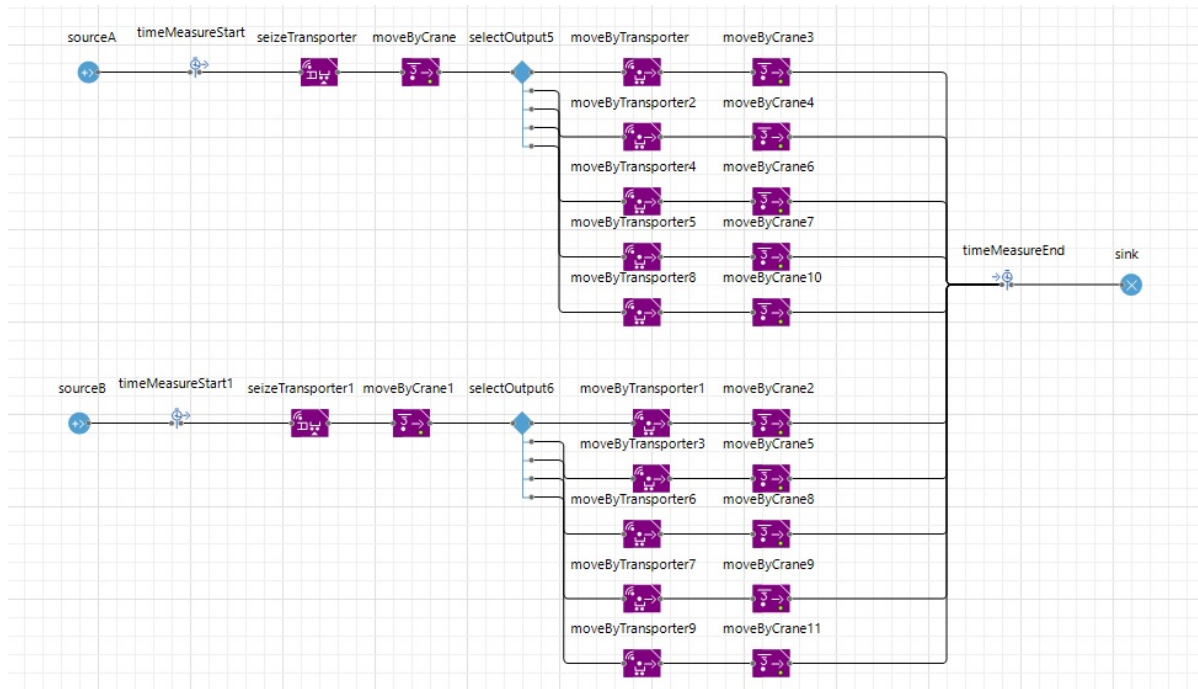 sourceA timeMeasureStart seizeTransporter moveByCrane selectOutput5 moveByTransporter moveByCrane3
moveByTransporter2 moveByCrane4
moveByTransporter4 moveByCrane6
moveByTransporter5 moveByCrane7
timeMeasureEnd sink
moveByTransporter8 moveByCrane10
sourceB timeMeasureStart1 seizeTransporter1 moveByCrane1 selectOutput6 moveByTransporter1 moveByCrane2
moveByTransporter3 moveByCrane5
moveByTransporter6 moveByCrane8
moveByTransporter7 moveByCrane9
moveByTransporter9 moveByCrane11